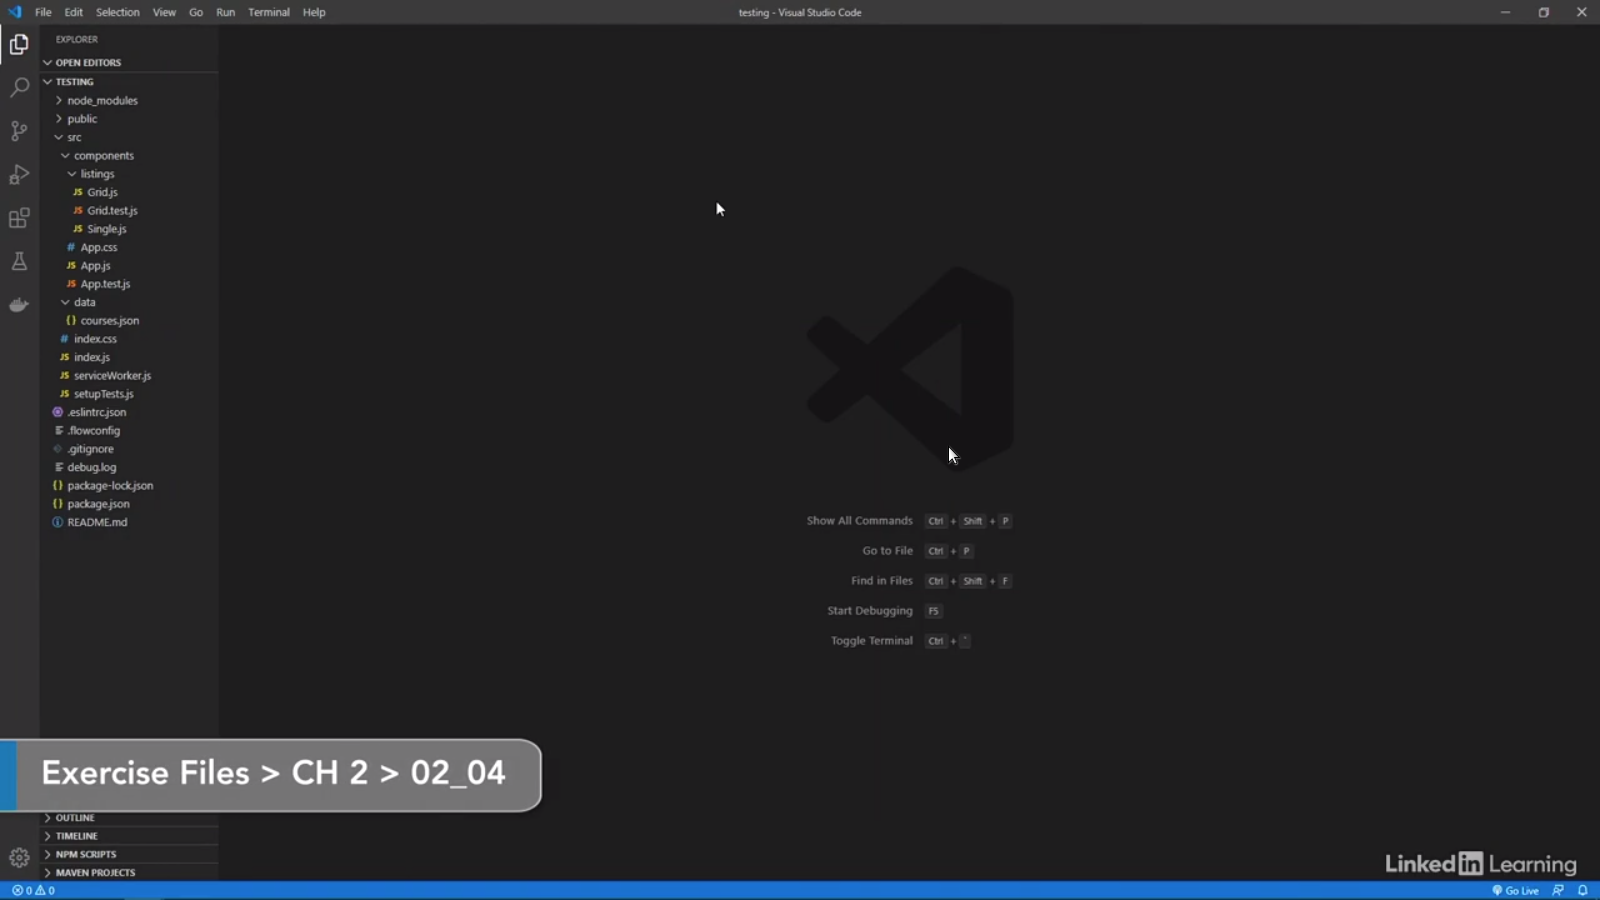 File Edit Selection View Go Run Terminal Help
testing - Visual Studio Code
EXPLORER
OPEN EDITORS
TESTING
node_modules
public
src
components
listings
JS Grid.js
JS Grid.test.js
JS Single.js
# App.css
JS App.js
JS App.test.js
data
{} courses.json
# index.css
JS index.js
JS serviceWorker.js
JS setupTests.js
.eslintrc.json
.flowconfig
.gitignore
debug.log
{} package-lock.json
{} package.json
README.md
Show All Commands Ctrl + Shift + P
Go to File Ctrl + P
Find in Files Ctrl + Shift + F
Start Debugging F5
Toggle Terminal Ctrl + `
Exercise Files > CH 2 > 02_04
OUTLINE
TIMELINE
NPM SCRIPTS
MAVEN PROJECTS
LinkedIn Learning
0 0
Go Live